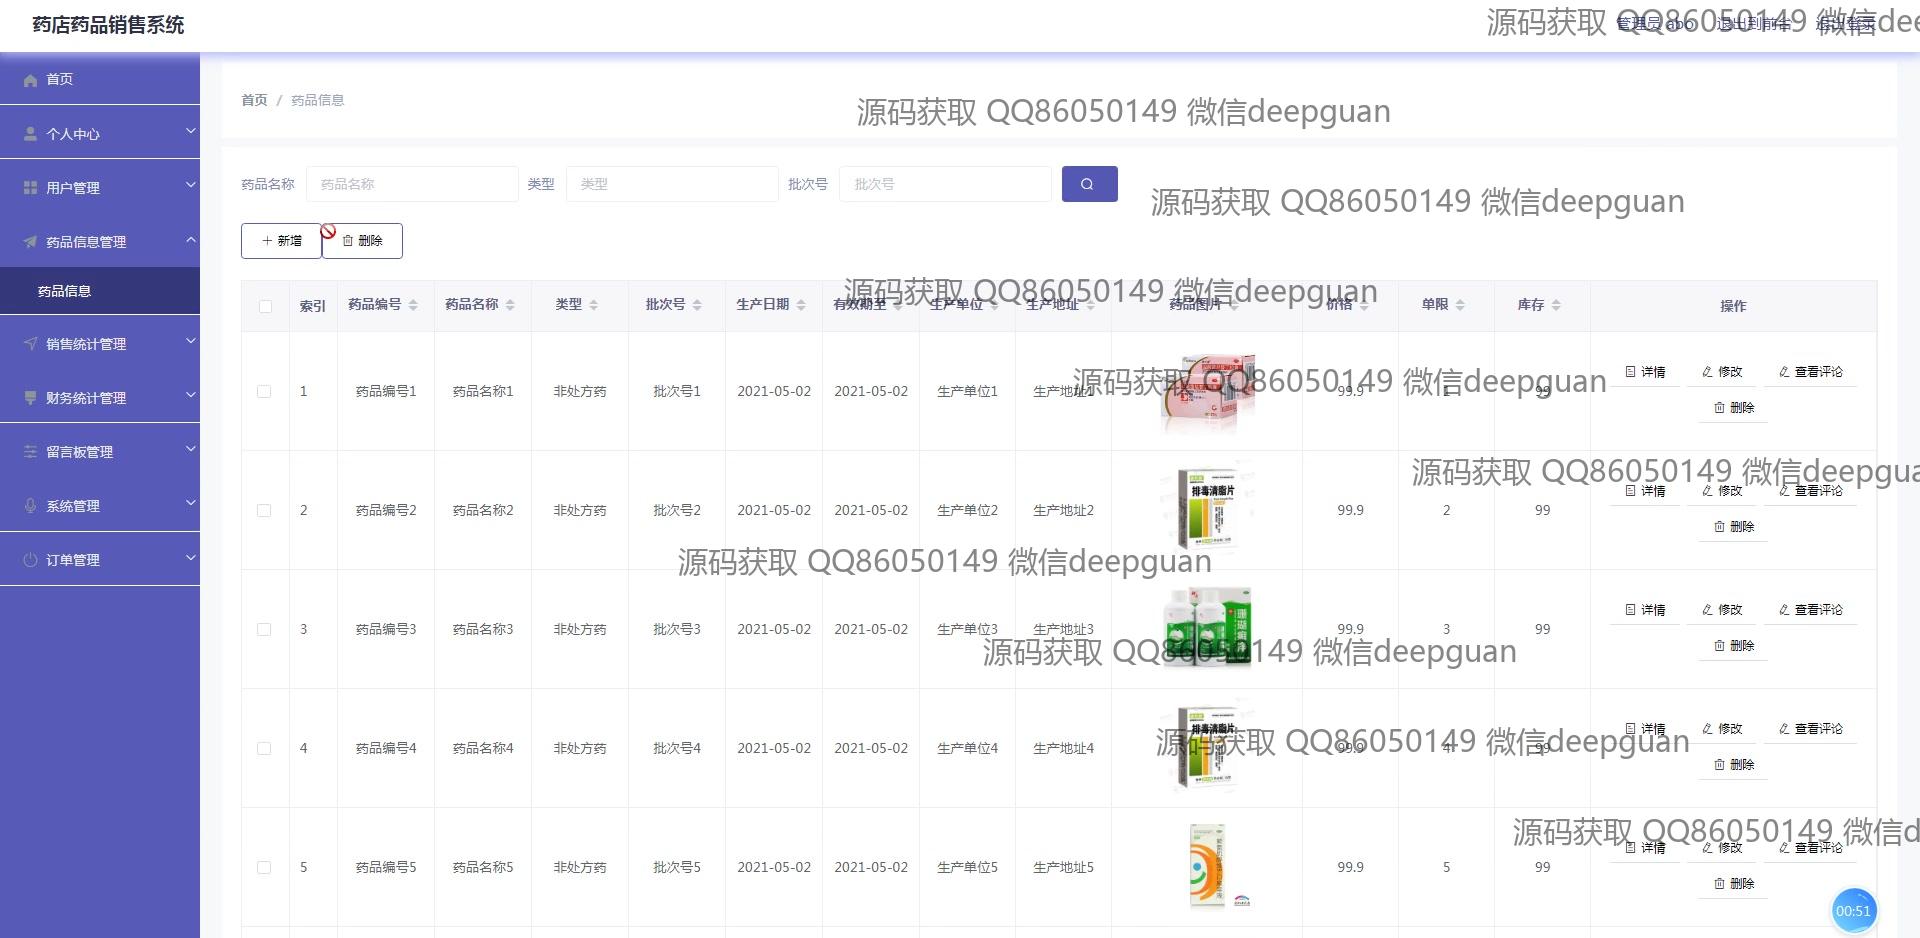 药店药品销售系统
源码获取 QQ86050149 微信dee
管理员 abo 退出到前台 退出登录
首页
个人中心
用户管理
药品信息管理
药品信息
销售统计管理
财务统计管理
留言板管理
系统管理
订单管理
首页 / 药品信息
源码获取 QQ86050149 微信deepguan
药品名称 药品名称 类型 类型 批次号 批次号
源码获取 QQ86050149 微信deepguan
新增 删除
源码获取 QQ86050149 微信deepguan
索引 药品编号 药品名称 类型 批次号 生产日期 有效期至 生产单位 生产地址 药品图片 价格 单限 库存 操作
源码获取 QQ86050149 微信deepguan
1 药品编号1 药品名称1 非处方药 批次号1 2021-05-02 2021-05-02 生产单位1 生产地址1 99.9 99 详情 修改 查看评论
删除
源码获取 QQ86050149 微信deepgua
2 药品编号2 药品名称2 非处方药 批次号2 2021-05-02 2021-05-02 生产单位2 生产地址2 排毒清脂片 99.9 2 99 详情 修改 查看评论
删除
源码获取 QQ86050149 微信deepguan
3 药品编号3 药品名称3 非处方药 批次号3 2021-05-02 2021-05-02 生产单位3 生产地址3 99.9 3 99 详情 修改 查看评论
删除
源码获取 QQ86050149 微信deepguan
4 药品编号4 药品名称4 非处方药 批次号4 2021-05-02 2021-05-02 生产单位4 生产地址4 排毒清脂片 99.9 4 99 详情 修改 查看评论
删除
源码获取 QQ86050149 微信deepguan
源码获取 QQ86050149 微信d
5 药品编号5 药品名称5 非处方药 批次号5 2021-05-02 2021-05-02 生产单位5 生产地址5 99.9 5 99 详情 修改 查看评论
删除
00:51